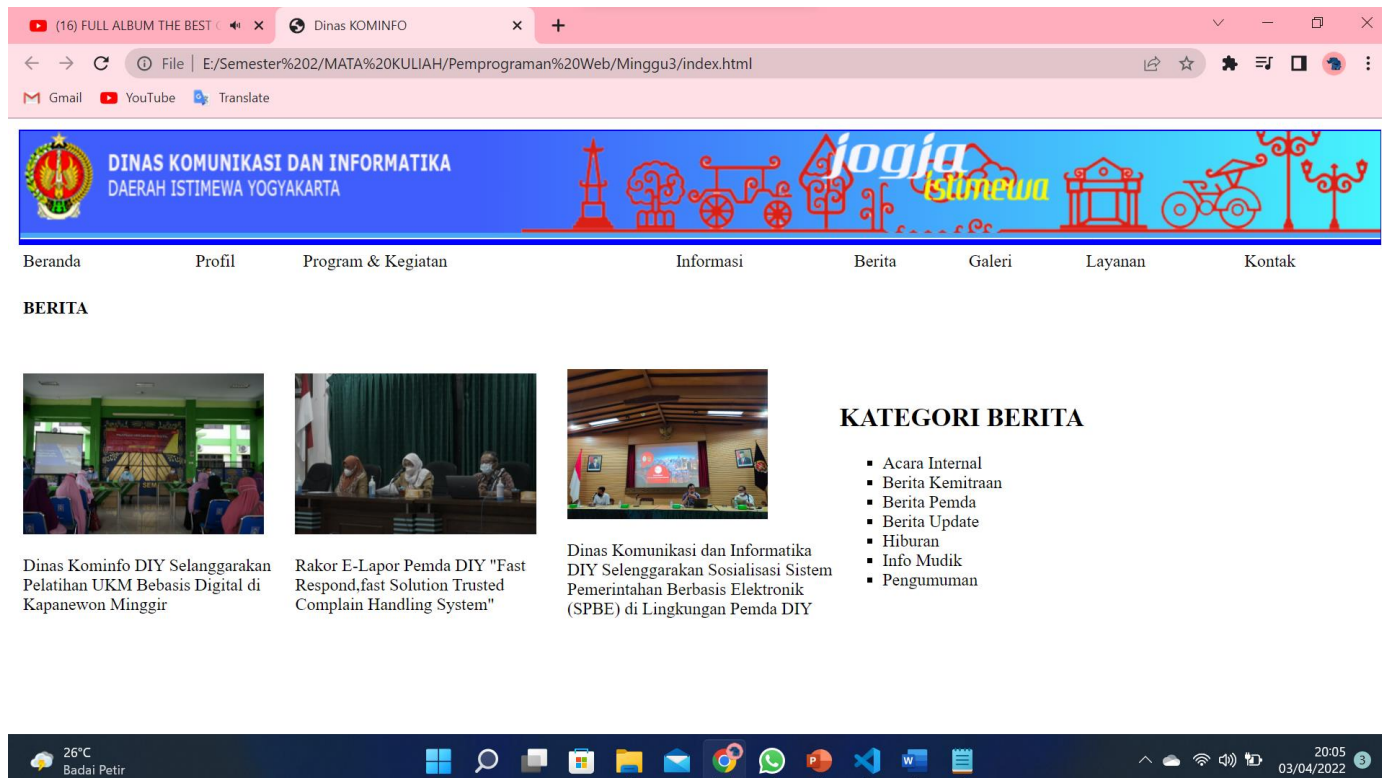 (16) FULL ALBUM THE BEST
Dinas KOMINFO
File | E:/Semester%202/MATA%20KULIAH/Pemprograman%20Web/Minggu3/index.html
Gmail YouTube Translate
DINAS KOMUNIKASI DAN INFORMATIKA
DAERAH ISTIMEWA YOGYAKARTA
jogja
istimewa
Beranda Profil Program & Kegiatan Informasi Berita Galeri Layanan Kontak
BERITA
Dinas Kominfo DIY Selanggarakan
Pelatihan UKM Bebasis Digital di
Kapanewon Minggir
Rakor E-Lapor Pemda DIY "Fast
Respond,fast Solution Trusted
Complain Handling System"
Dinas Komunikasi dan Informatika
DIY Selenggarakan Sosialisasi Sistem
Pemerintahan Berbasis Elektronik
(SPBE) di Lingkungan Pemda DIY
KATEGORI BERITA
Acara Internal
Berita Kemitraan
Berita Pemda
Berita Update
Hiburan
Info Mudik
Pengumuman
26°C
Badai Petir
20:05
03/04/2022
3